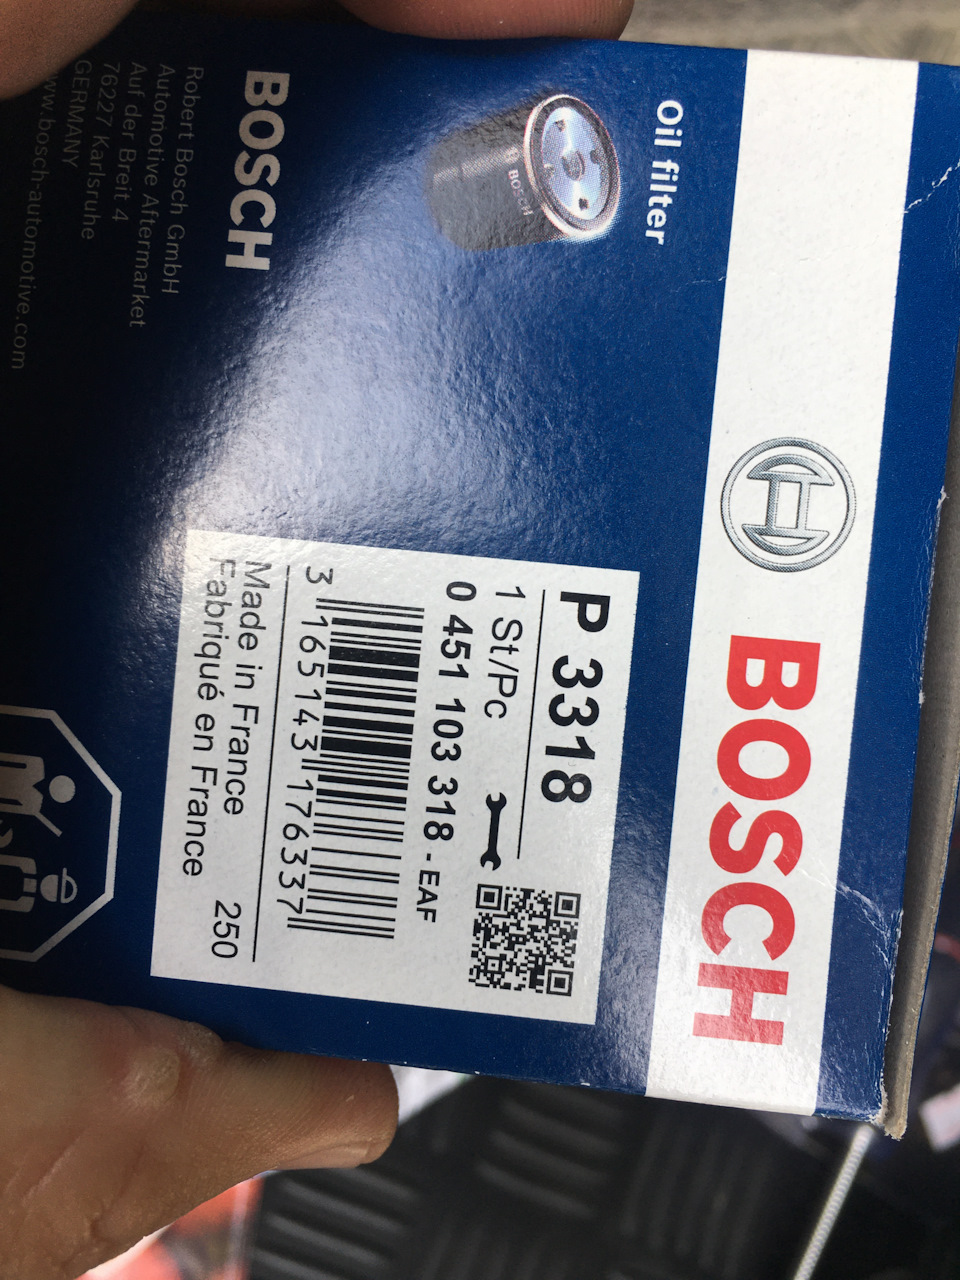 BOSCH
Oil filter
BOSCH
BOSCH
Robert Bosch GmbH
Automotive Aftermarket
Auf der Breit 4
76227 Karlsruhe
GERMANY
www.bosch-automotive.com
P 3318
1 St/Pc
0 451 103 318 - EAF
3 165143 176337
Made in France
Fabriqué en France 250